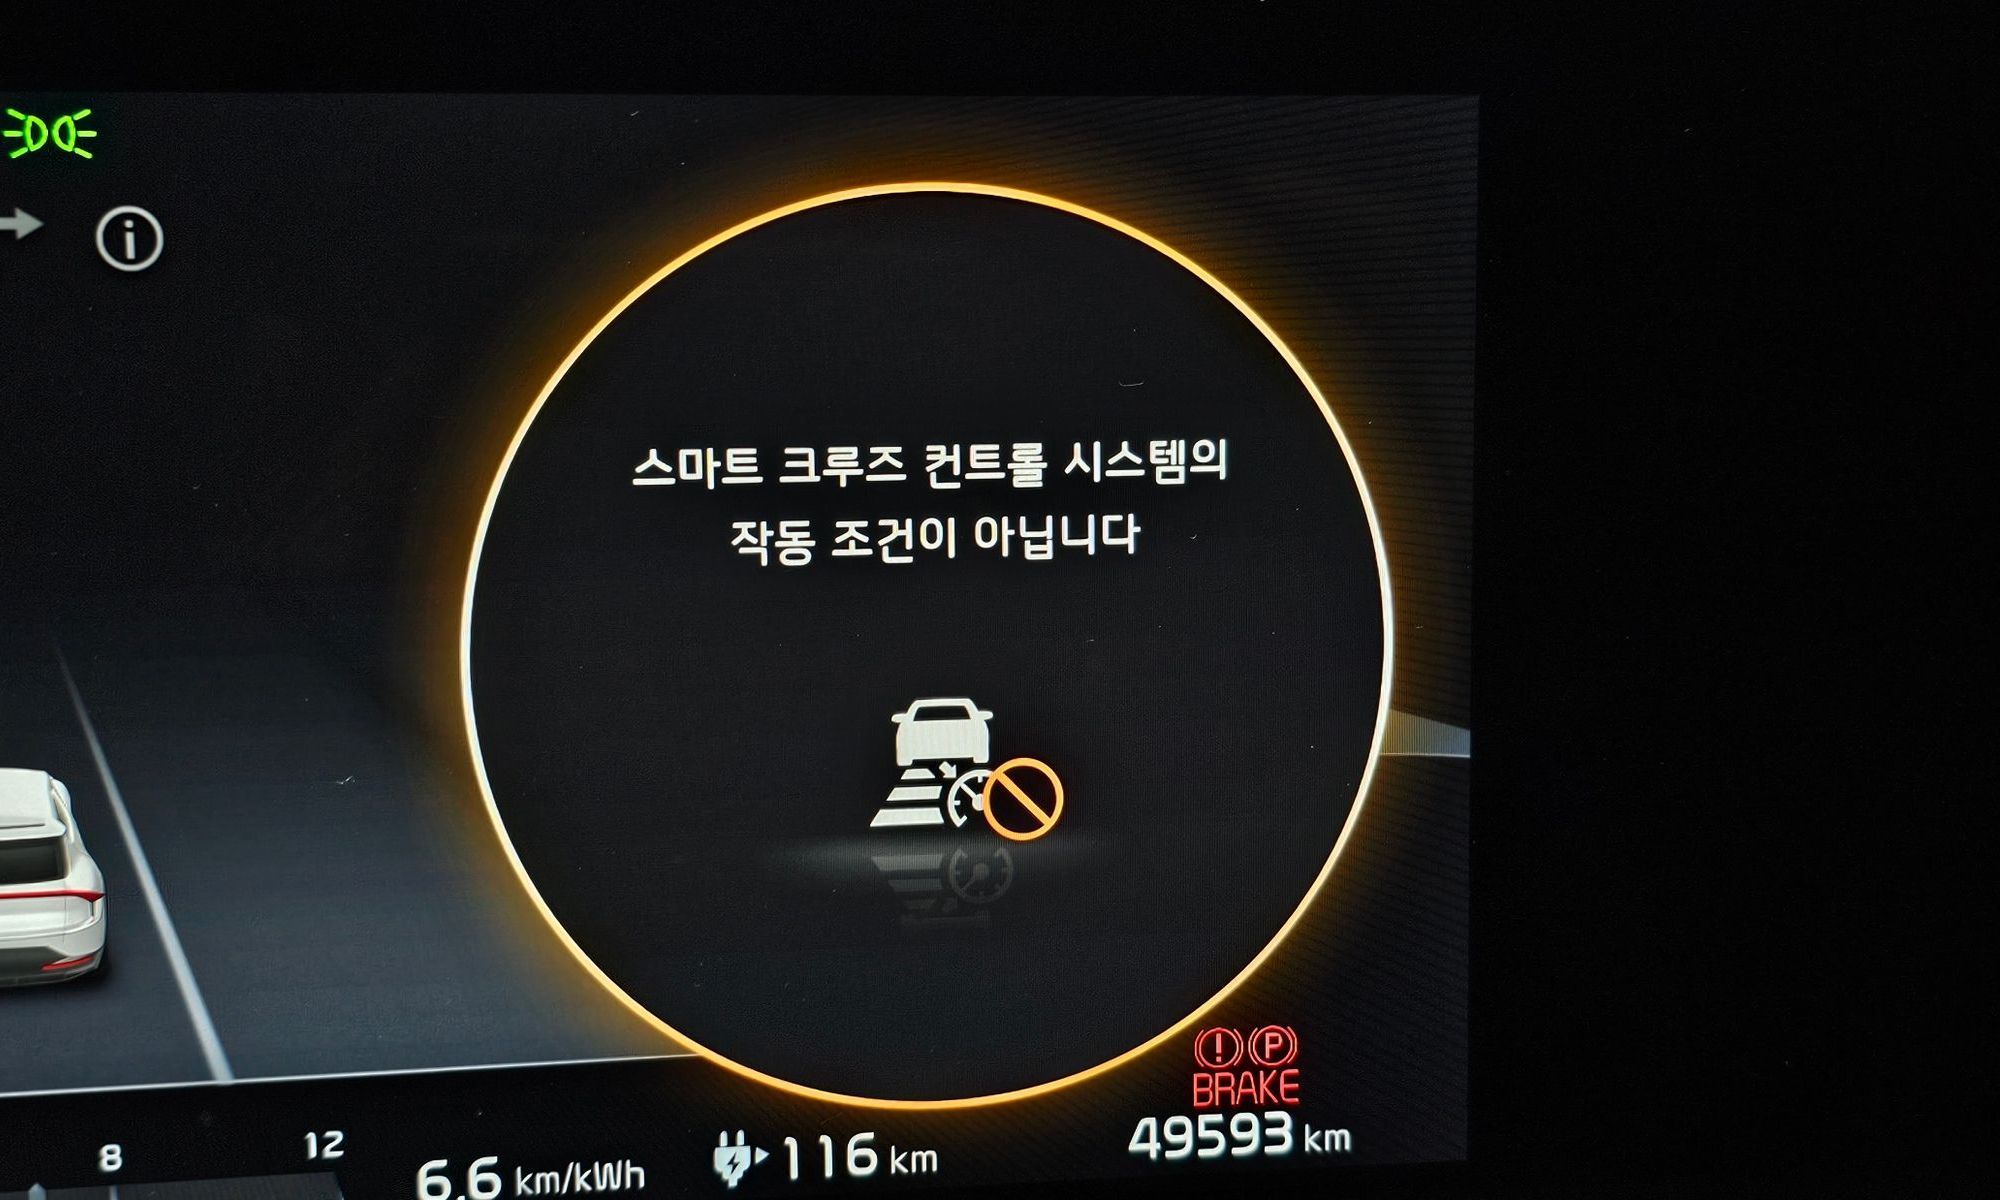 스마트 크루즈 컨트롤 시스템의
작동 조건이 아닙니다
P
BRAKE
49593 km
8 12
6.6 km/kWh
116 km